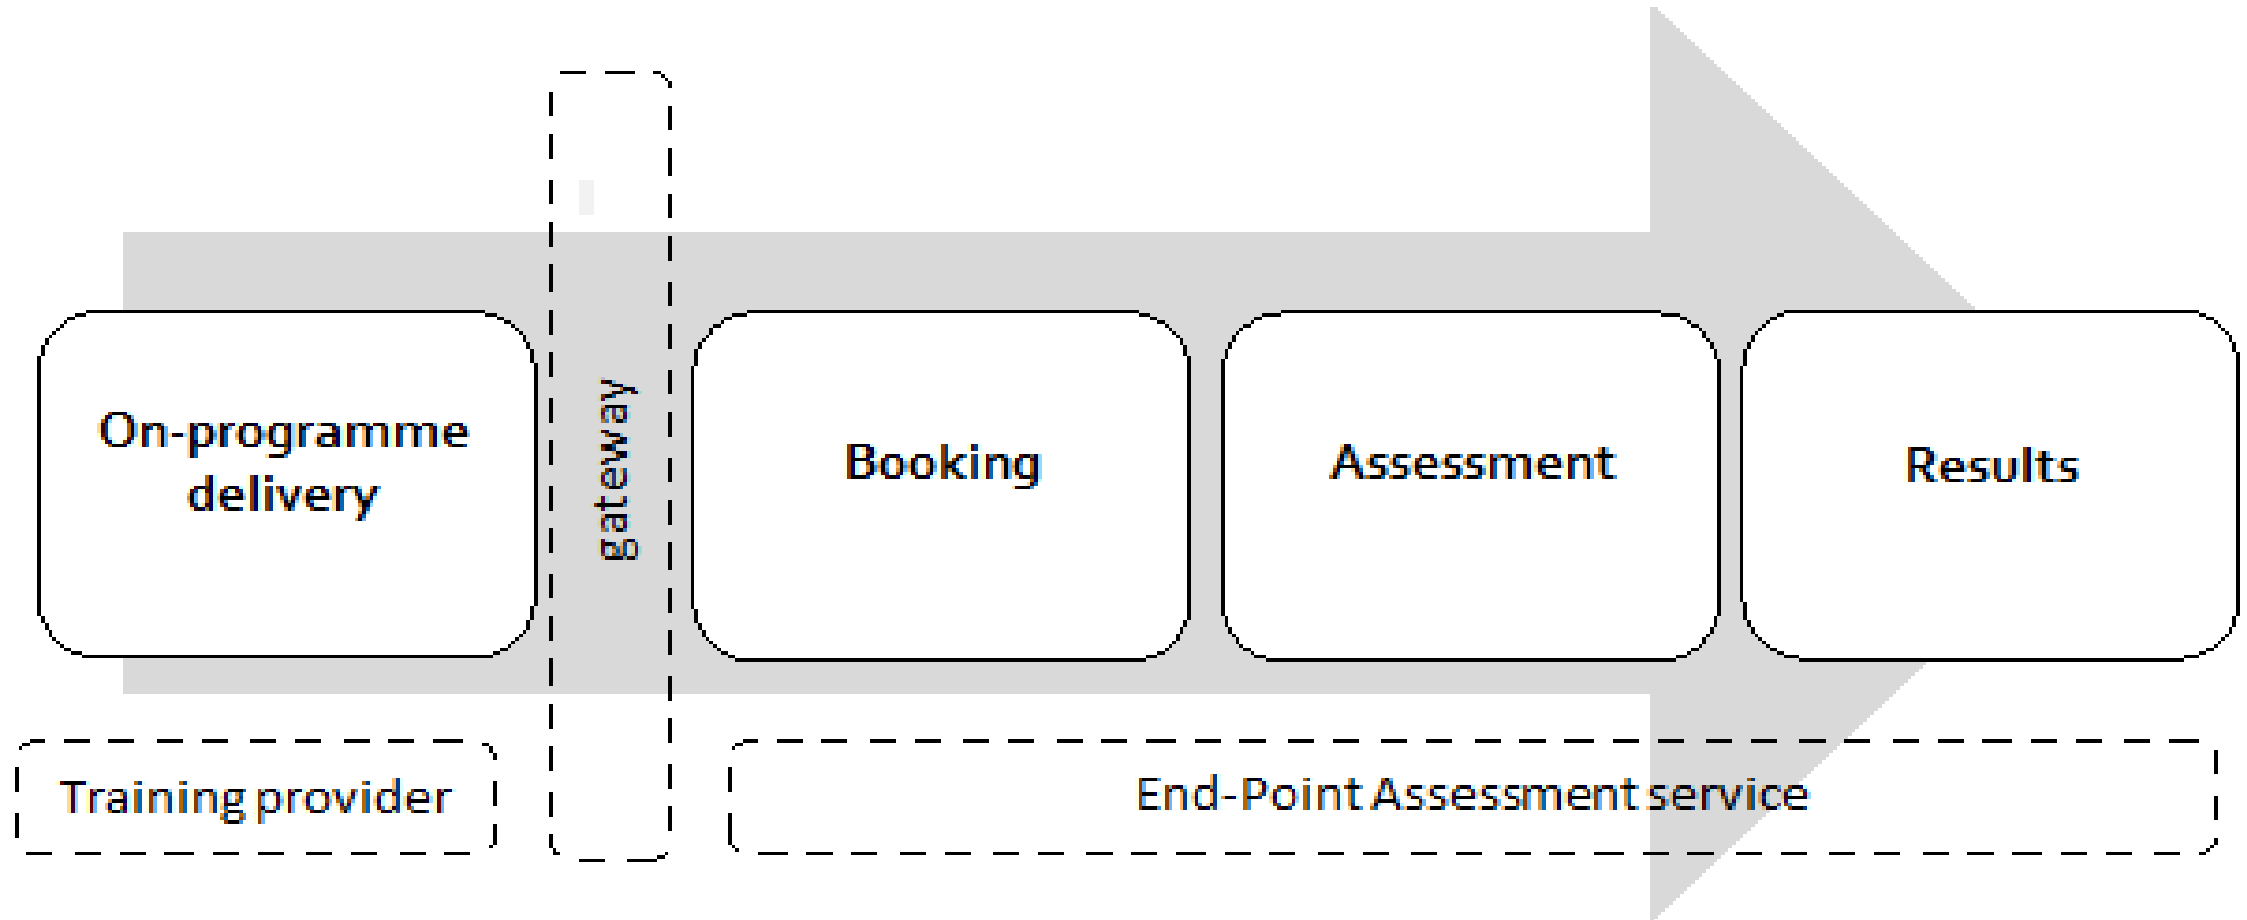 On-programme
delivery
gateway
Booking
Assessment
Results
Training provider
End-Point Assessment service